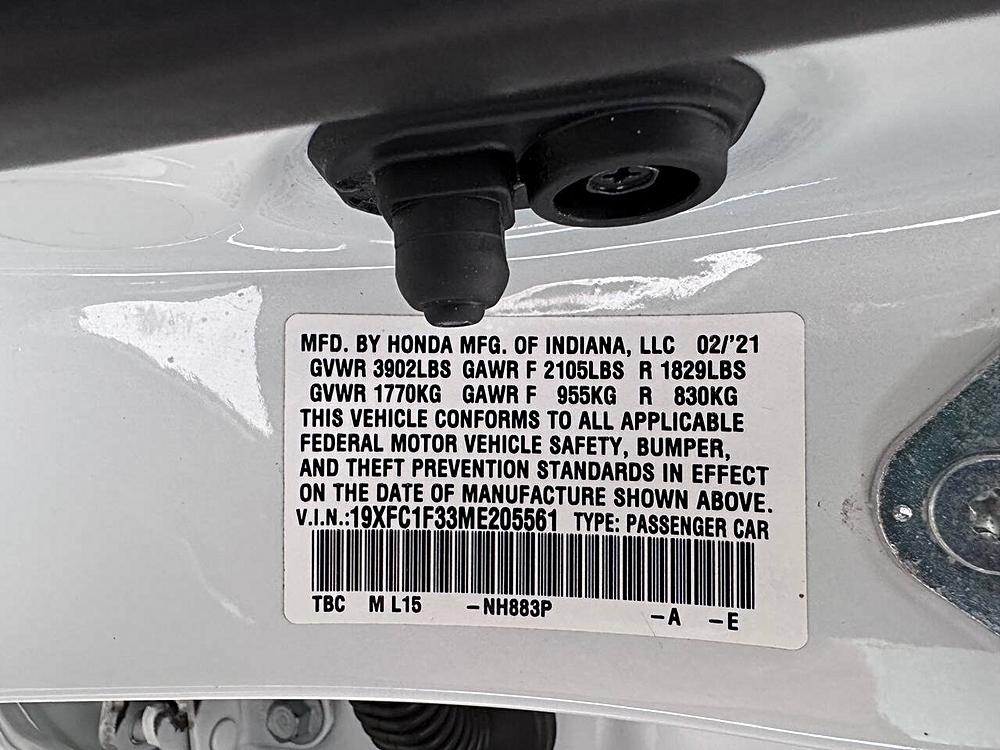 MFD. BY HONDA MFG. OF INDIANA, LLC 02/'21
GVWR 3902LBS GAWR F 2105LBS R 1829LBS
GVWR 1770KG GAWR F 955KG R 830KG
THIS VEHICLE CONFORMS TO ALL APPLICABLE
FEDERAL MOTOR VEHICLE SAFETY, BUMPER,
AND THEFT PREVENTION STANDARDS IN EFFECT
ON THE DATE OF MANUFACTURE SHOWN ABOVE.
V.I.N.:19XFC1F33ME205561 TYPE: PASSENGER CAR
TBC M L15 -NH883P -A -E